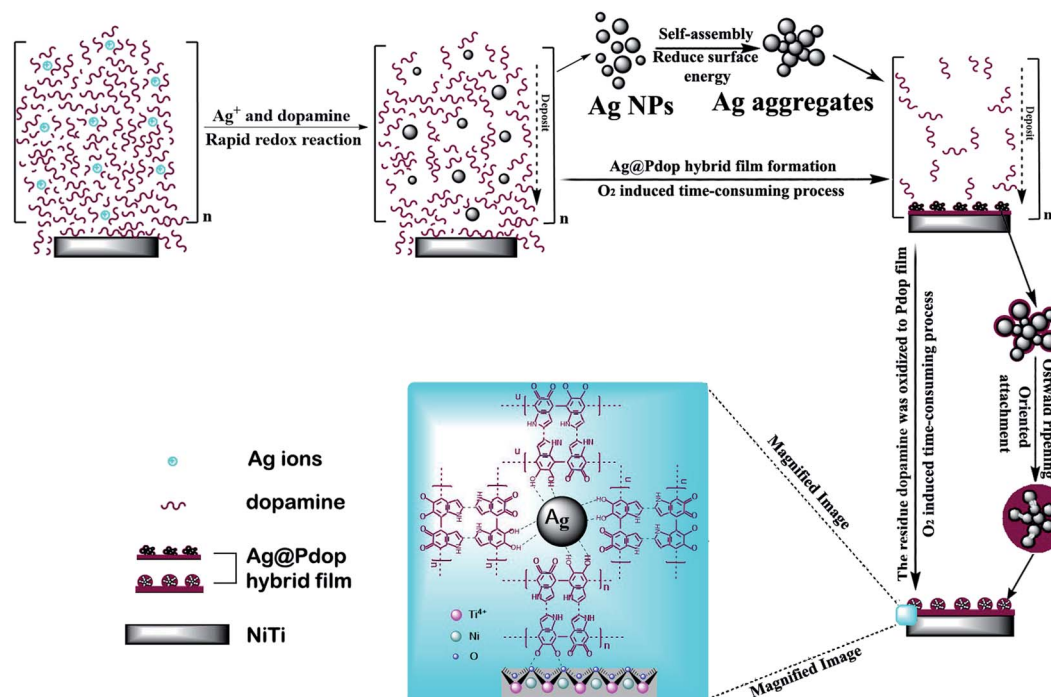 n
Ag⁺ and dopamine
Rapid redox reaction
Deposit
n
Ag NPs
Self-assembly
Reduce surface
energy
Ag aggregates
Ag@Pdop hybrid film formation
O₂ induced time-consuming process
Deposit
n
The residue dopamine was oxidized to Pdop film
O₂ induced time-consuming process
Ostwald ripening
Oriented
attachment
Magnified Image
Magnified Image
Ag ions
dopamine
Ag@Pdop
hybrid film
NiTi
Ag
Ti⁴⁺
Ni
O